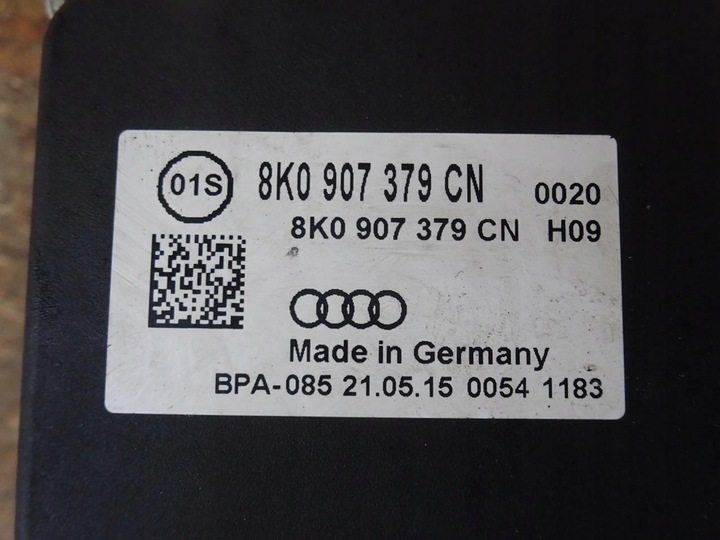 01S 8K0 907 379 CN 0020
8K0 907 379 CN H09
Made in Germany
BPA-085 21.05.15 0054 1183